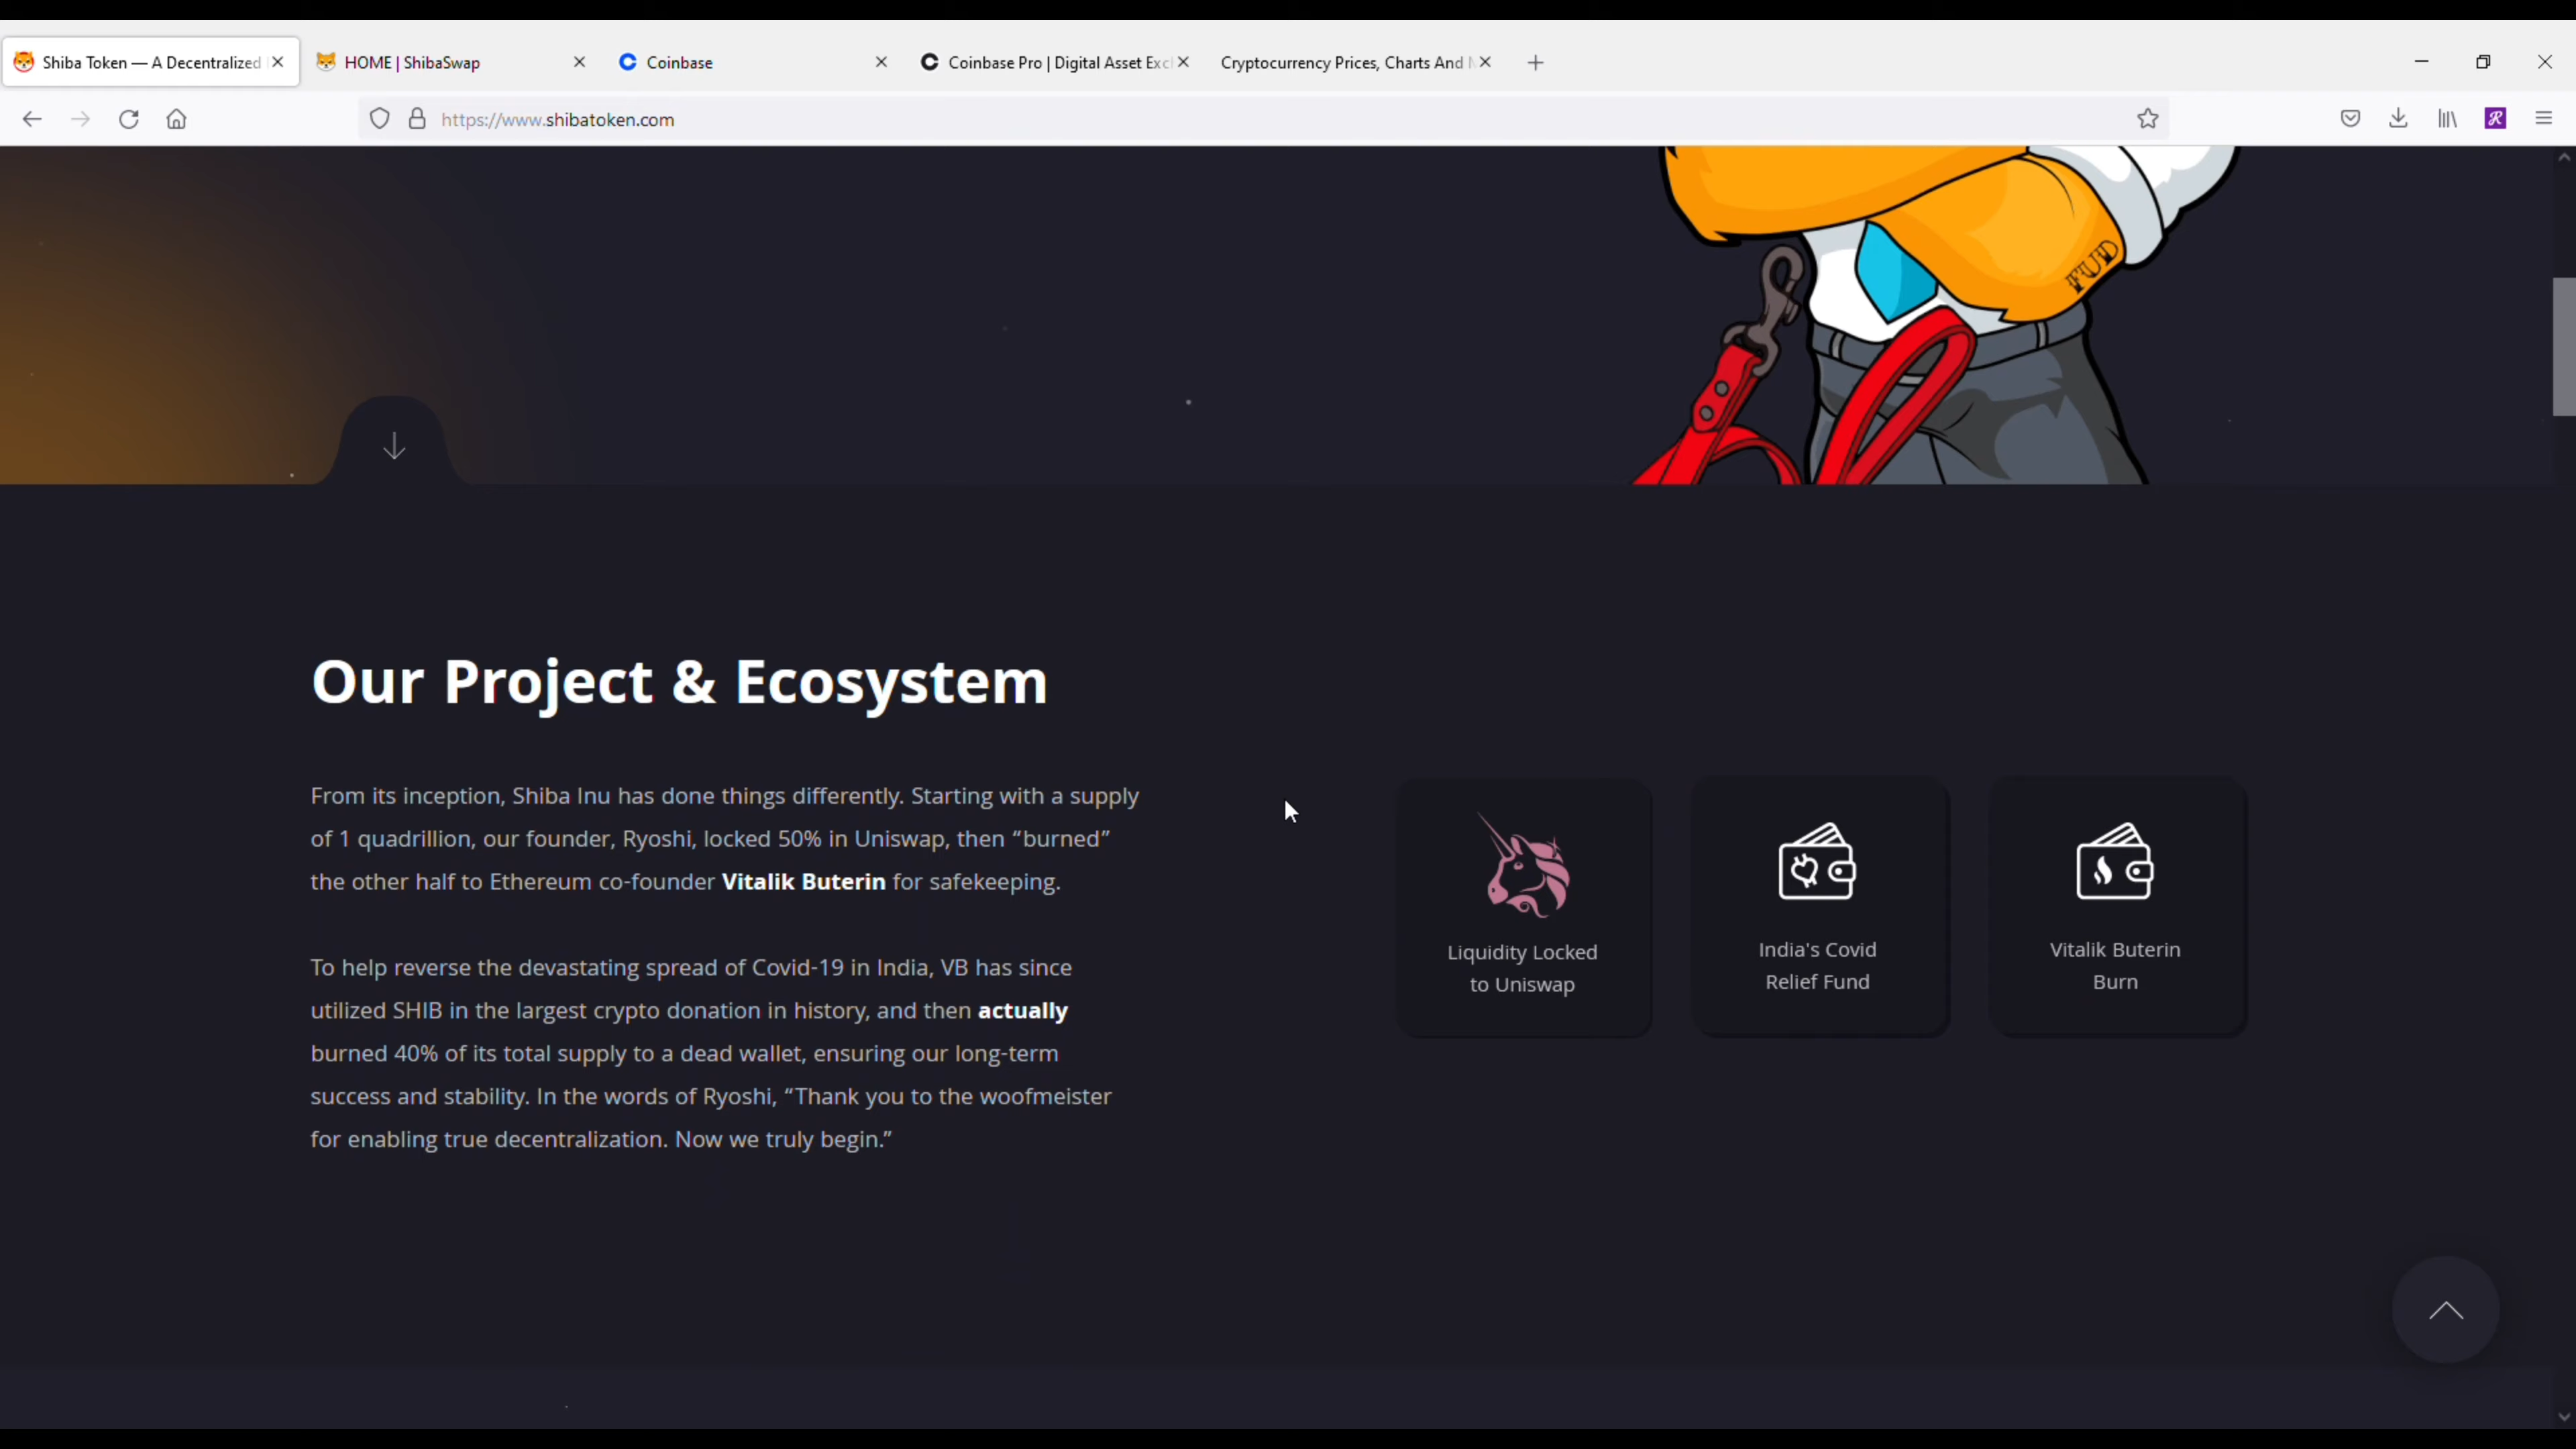 Shiba Token — A Decentralized
HOME | ShibaSwap
Coinbase
Coinbase Pro | Digital Asset Exc
Cryptocurrency Prices, Charts And
https://www.shibatoken.com
FUD
Our Project & Ecosystem
From its inception, Shiba Inu has done things differently. Starting with a supply
of 1 quadrillion, our founder, Ryoshi, locked 50% in Uniswap, then “burned”
the other half to Ethereum co-founder Vitalik Buterin for safekeeping.
To help reverse the devastating spread of Covid-19 in India, VB has since
utilized SHIB in the largest crypto donation in history, and then actually
burned 40% of its total supply to a dead wallet, ensuring our long-term
success and stability. In the words of Ryoshi, “Thank you to the woofmeister
for enabling true decentralization. Now we truly begin.”
Liquidity Locked
to Uniswap
India's Covid
Relief Fund
Vitalik Buterin
Burn